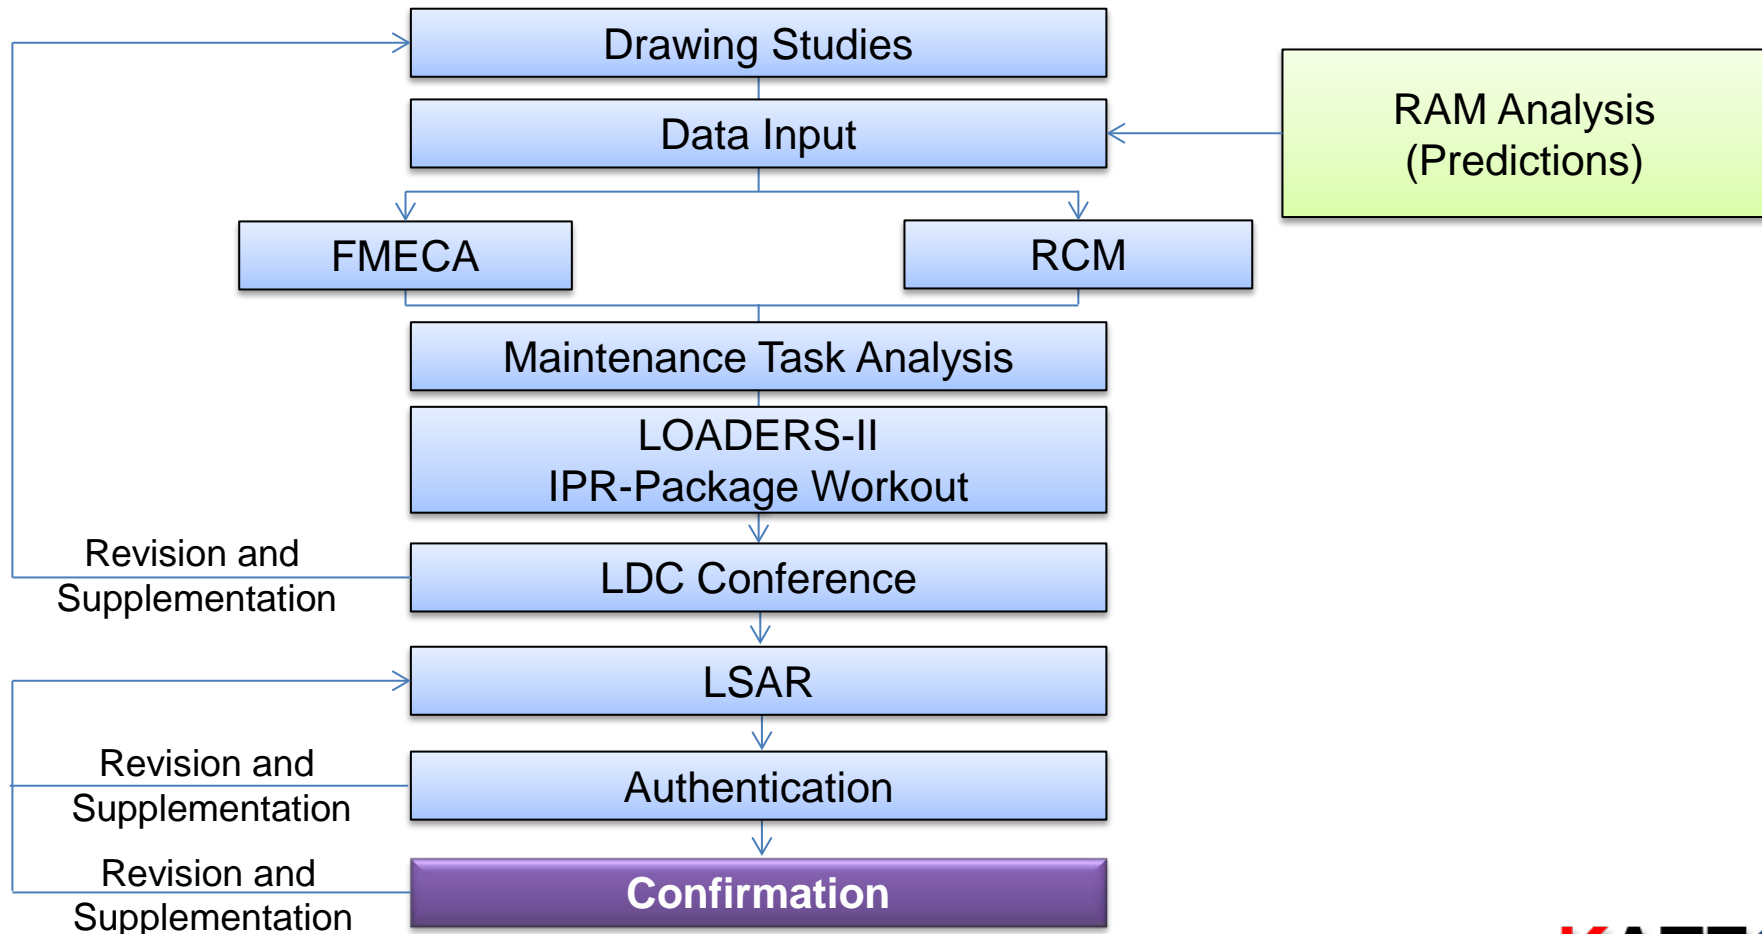 Drawing Studies
Data Input
RAM Analysis
(Predictions)
FMECA
RCM
Maintenance Task Analysis
LOADERS-II
IPR-Package Workout
Revision and
Supplementation
LDC Conference
LSAR
Revision and
Supplementation
Authentication
Revision and
Supplementation
Confirmation